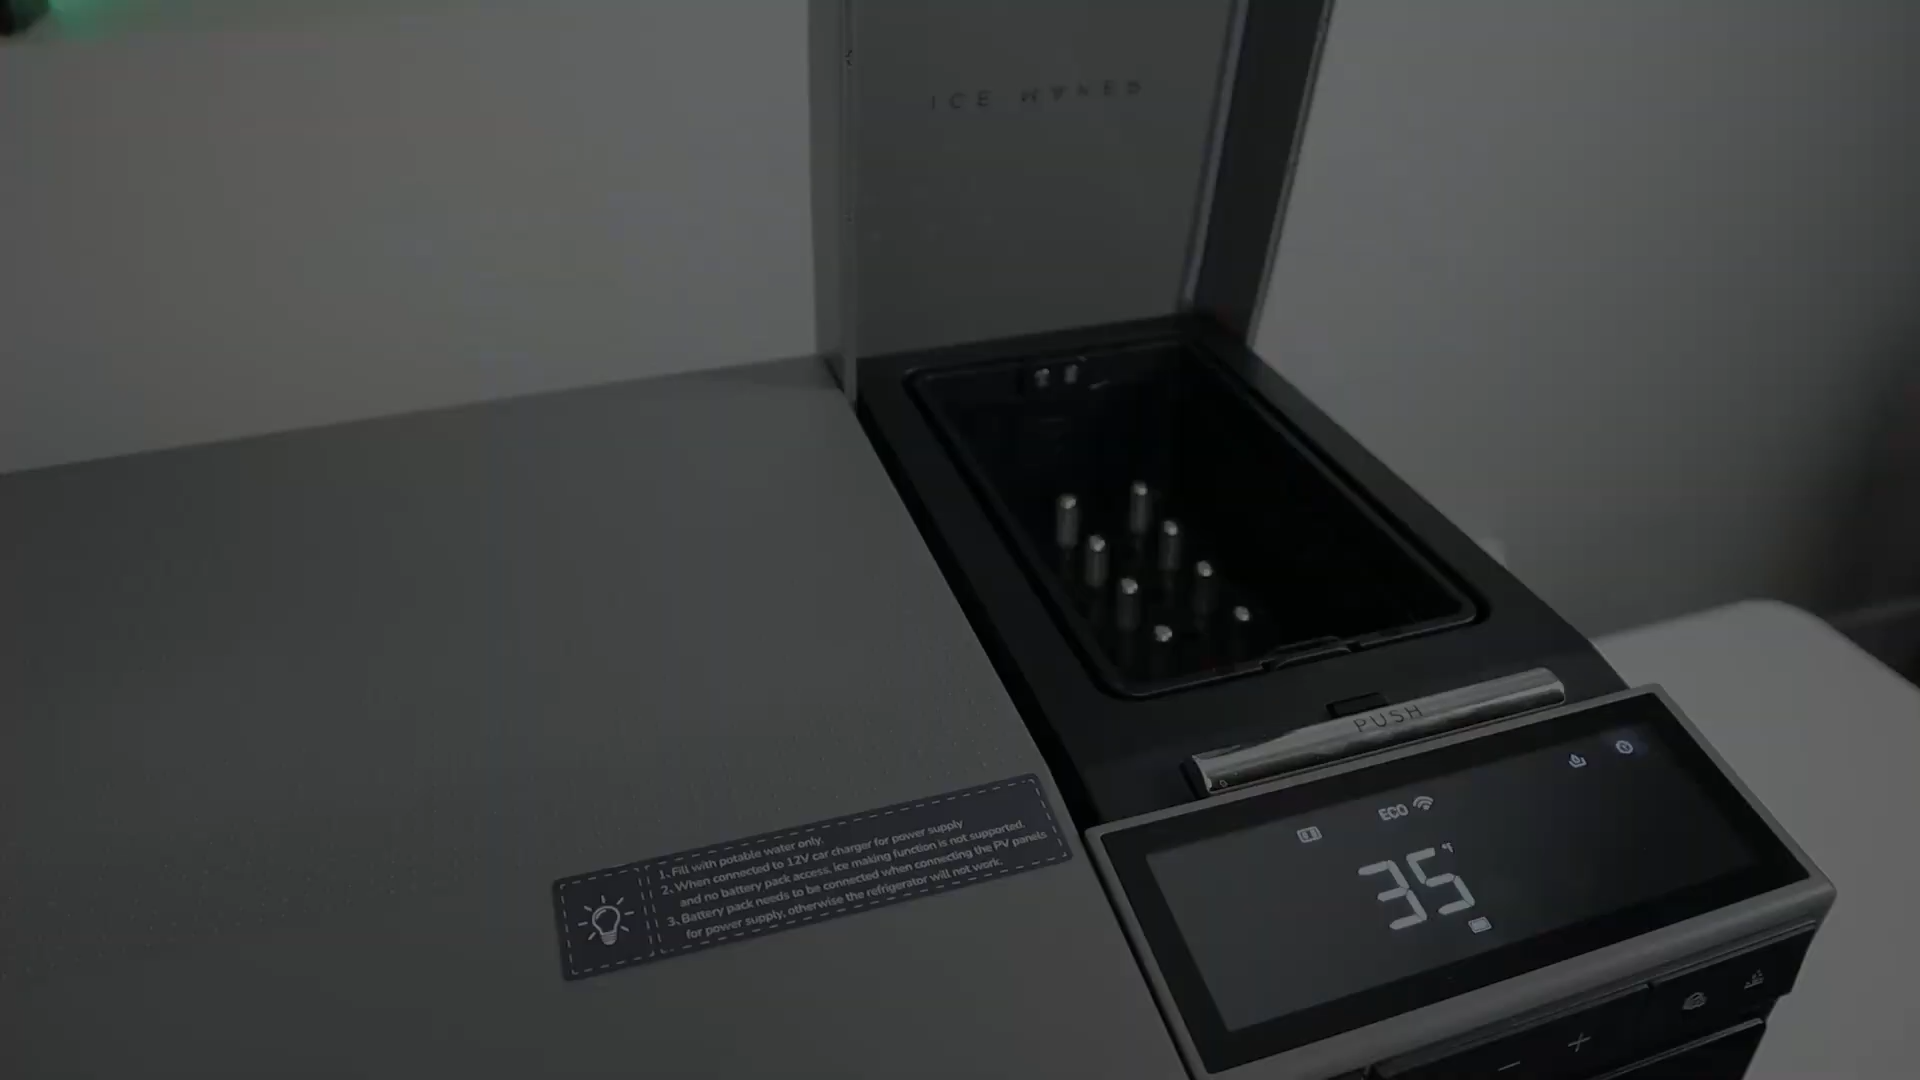 ICE MAKER
PUSH
ECO
35°F
1. Fill with potable water only.
2. When connected to 12V car charger for power supply
and no battery pack access, ice making function is not supported.
3. Battery pack needs to be connected when connecting the PV panels
for power supply, otherwise the refrigerator will not work.
− +